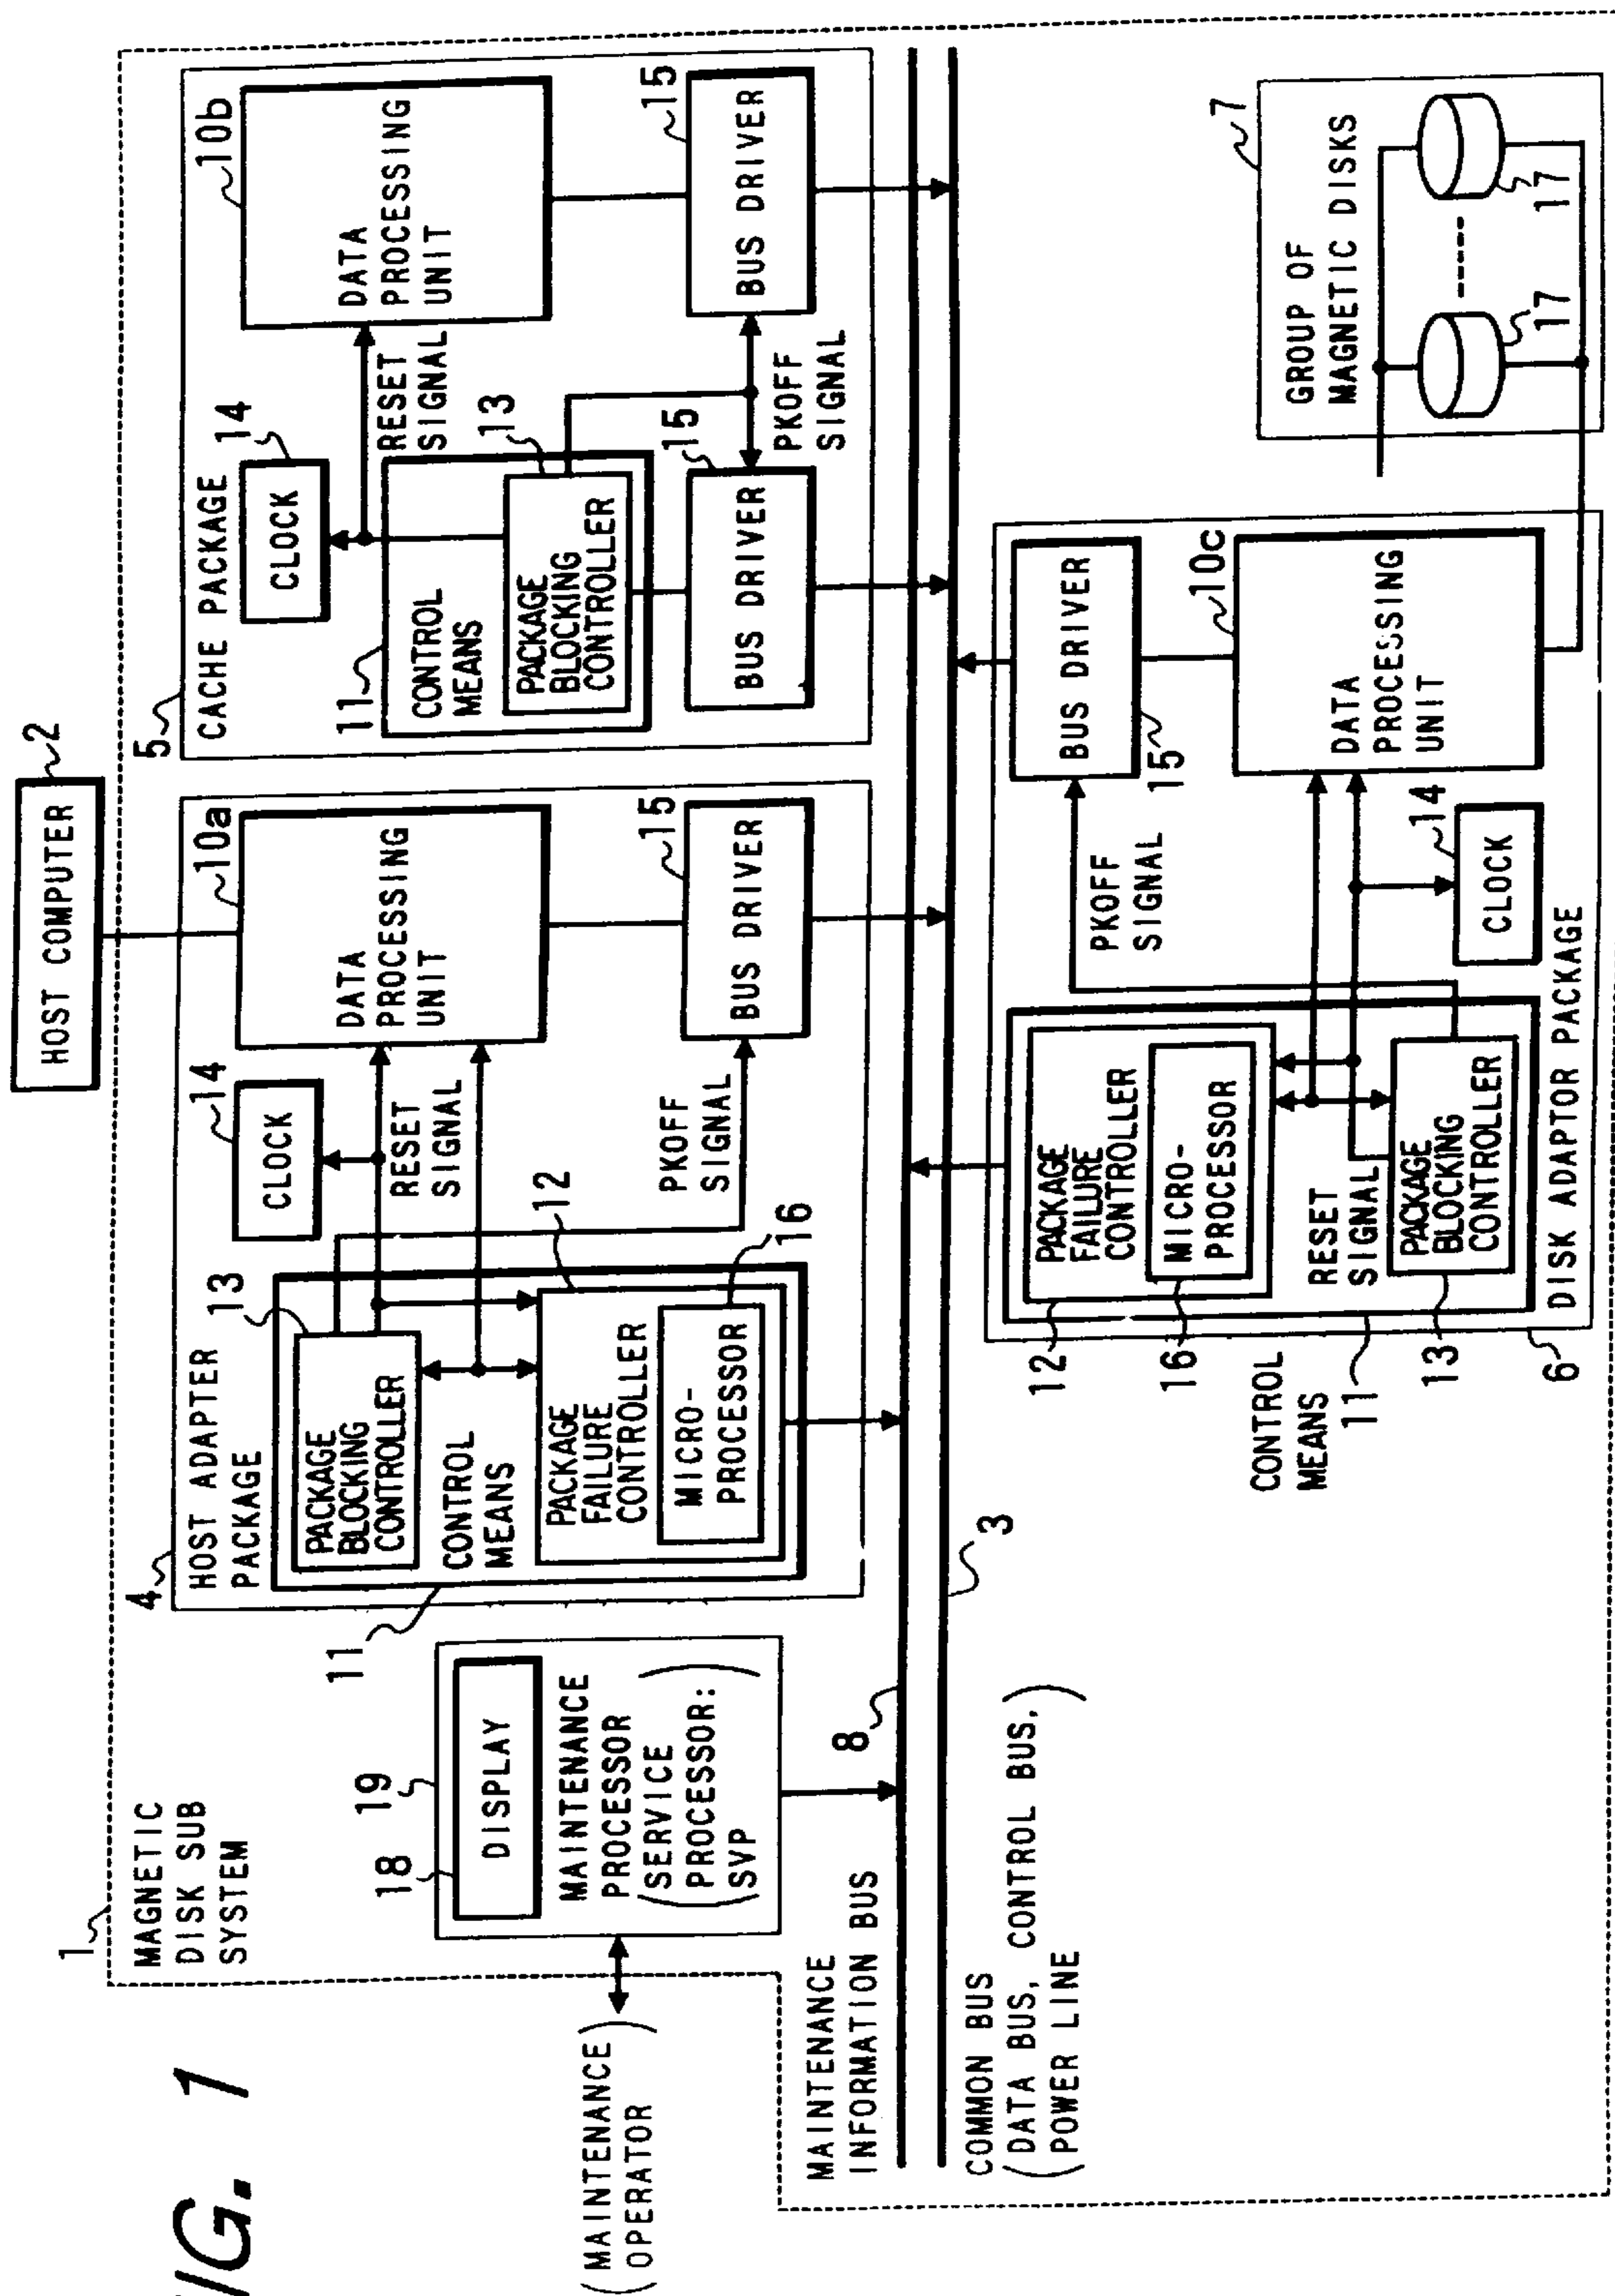 FIG. 1
HOST COMPUTER
2
1
MAGNETIC
DISK SUB
SYSTEM
4
HOST ADAPTER
PACKAGE
13
PACKAGE
BLOCKING
CONTROLLER
CONTROL
MEANS
11
12
PACKAGE
FAILURE
CONTROLLER
MICRO-
PROCESSOR
16
14
CLOCK
RESET
SIGNAL
PKOFF
SIGNAL
10a
DATA
PROCESSING
UNIT
15
BUS DRIVER
5
CACHE PACKAGE
14
CLOCK
RESET
SIGNAL
11
CONTROL
MEANS
13
PACKAGE
BLOCKING
CONTROLLER
15
BUS DRIVER
PKOFF
SIGNAL
10b
DATA
PROCESSING
UNIT
15
BUS DRIVER
19
18
DISPLAY
MAINTENANCE
PROCESSOR
(SERVICE
PROCESSOR:
SVP)
(MAINTENANCE
OPERATOR)
MAINTENANCE
INFORMATION BUS
8
COMMON BUS
(DATA BUS, CONTROL BUS,
POWER LINE)
3
12
PACKAGE
FAILURE
CONTROLLER
16
MICRO-
PROCESSOR
CONTROL
MEANS
11
RESET
SIGNAL
13
PACKAGE
BLOCKING
CONTROLLER
6
DISK ADAPTOR PACKAGE
PKOFF
SIGNAL
14
CLOCK
15
BUS DRIVER
10c
DATA
PROCESSING
UNIT
7
GROUP OF
MAGNETIC DISKS
17
17